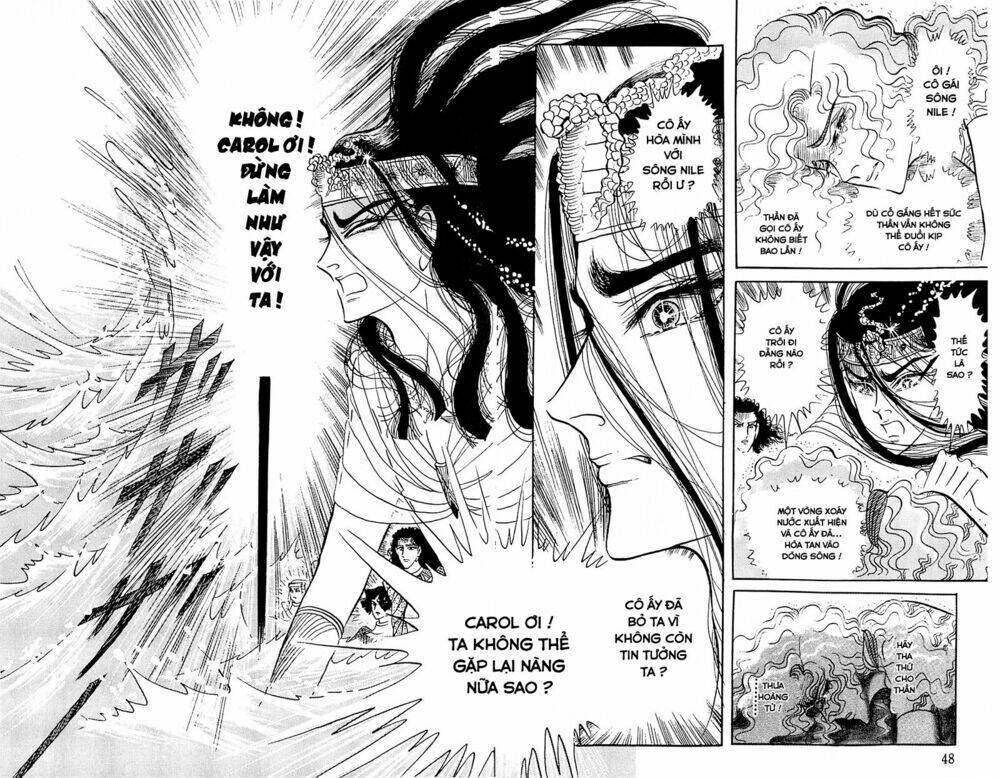 ÔI !
CÔ GÁI
SÔNG
NILE !
DÙ CỐ GẮNG HẾT SỨC
THẦN VẪN KHÔNG
THỂ ĐUỔI KỊP
CÔ ẤY !
THẦN ĐÃ
GỌI CÔ ẤY
KHÔNG BIẾT
BAO LẦN !
THẾ
TỨC
LÀ
SAO ?
CÔ ẤY
TRÔI ĐI
ĐẰNG NÀO
RỒI ?
MỘT VÒNG XOÁY
NƯỚC XUẤT HIỆN
VÀ CÔ ẤY ĐÃ...
HÒA TAN VÀO
DÒNG SÔNG !
HÃY
THA
THỨ
CHO
THẦN
THƯA
HOÀNG
TỬ !
CÔ ẤY
HÓA MÌNH
VỚI
SÔNG NILE
RỒI Ư ?
CÔ ẤY ĐÃ
BỎ TA VÌ
KHÔNG CÒN
TIN TƯỞNG
TA ?
CAROL ƠI !
TA KHÔNG THỂ
GẶP LẠI NÀNG
NỮA SAO ?
KHÔNG !
CAROL ƠI !
ĐỪNG
LÀM
NHƯ
VẬY
VỚI
TA !
48